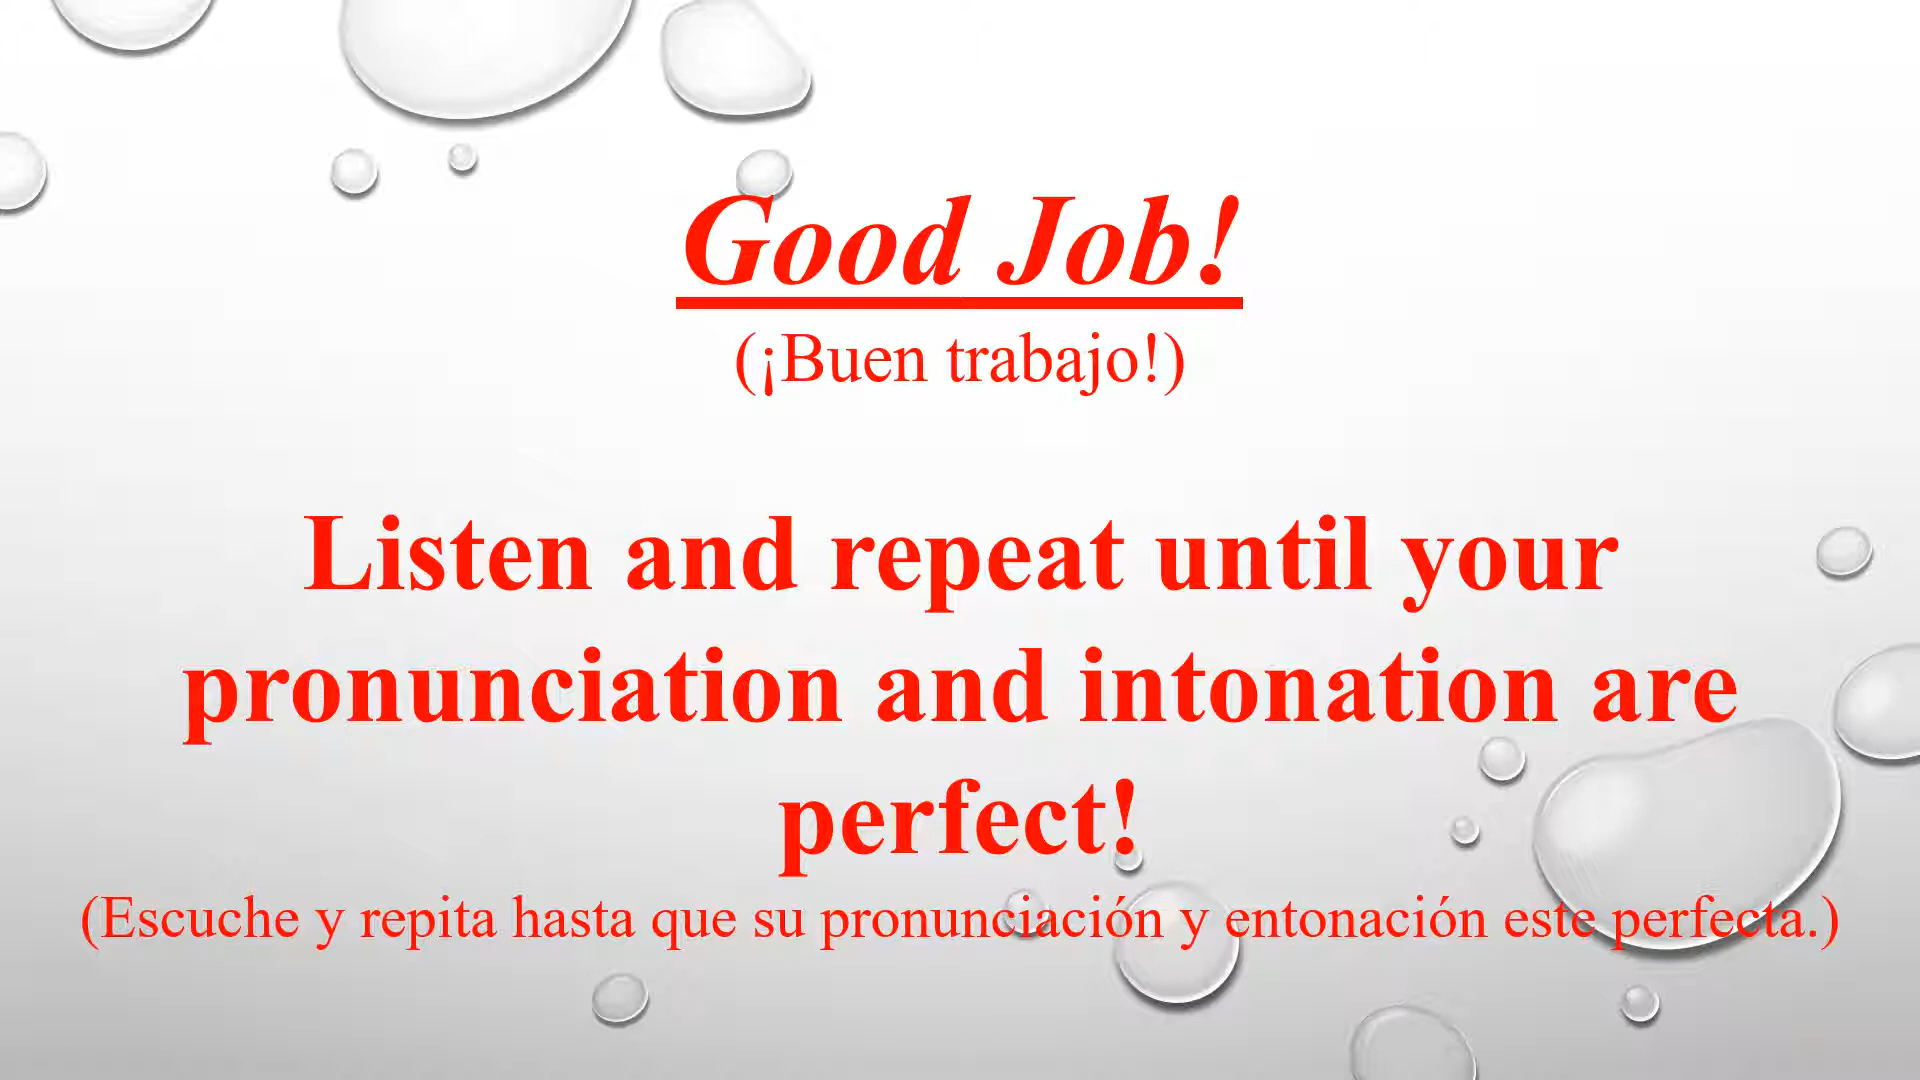 Good Job!
(¡Buen trabajo!)
Listen and repeat until your
pronunciation and intonation are
perfect!
(Escuche y repita hasta que su pronunciación y entonación este perfecta.)